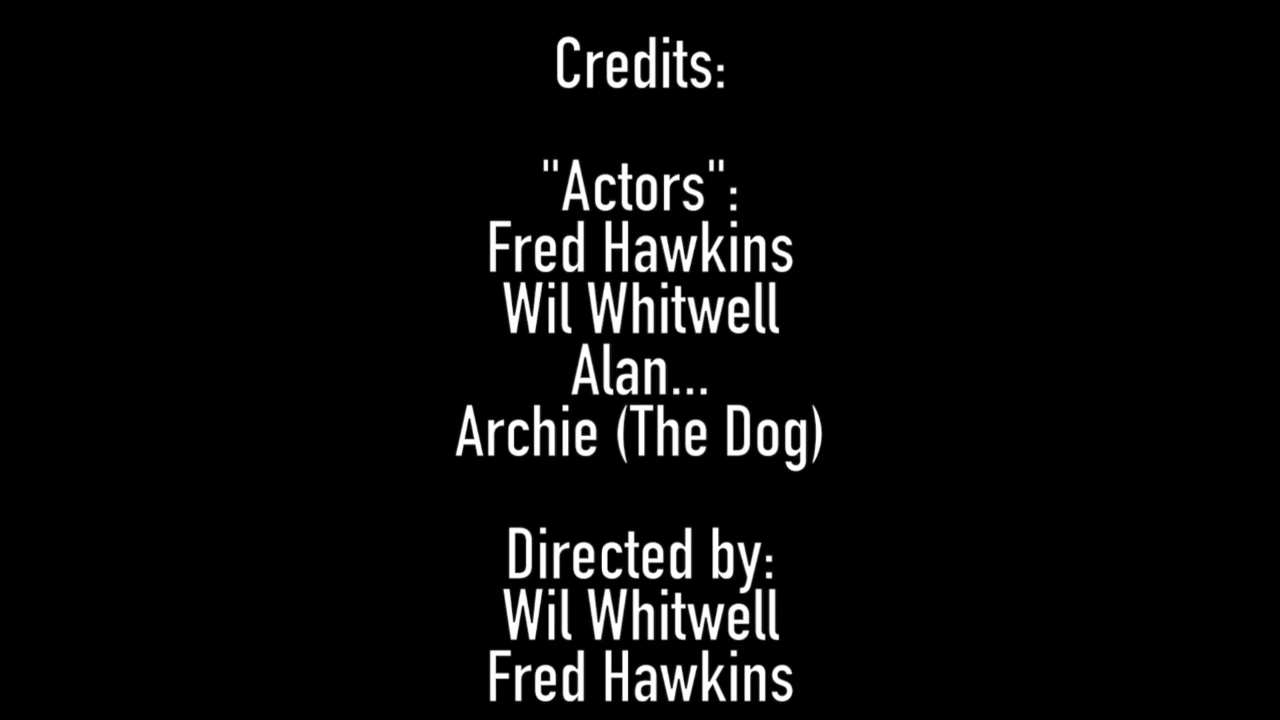 Credits:
"Actors":
Fred Hawkins
Wil Whitwell
Alan...
Archie (The Dog)
Directed by:
Wil Whitwell
Fred Hawkins